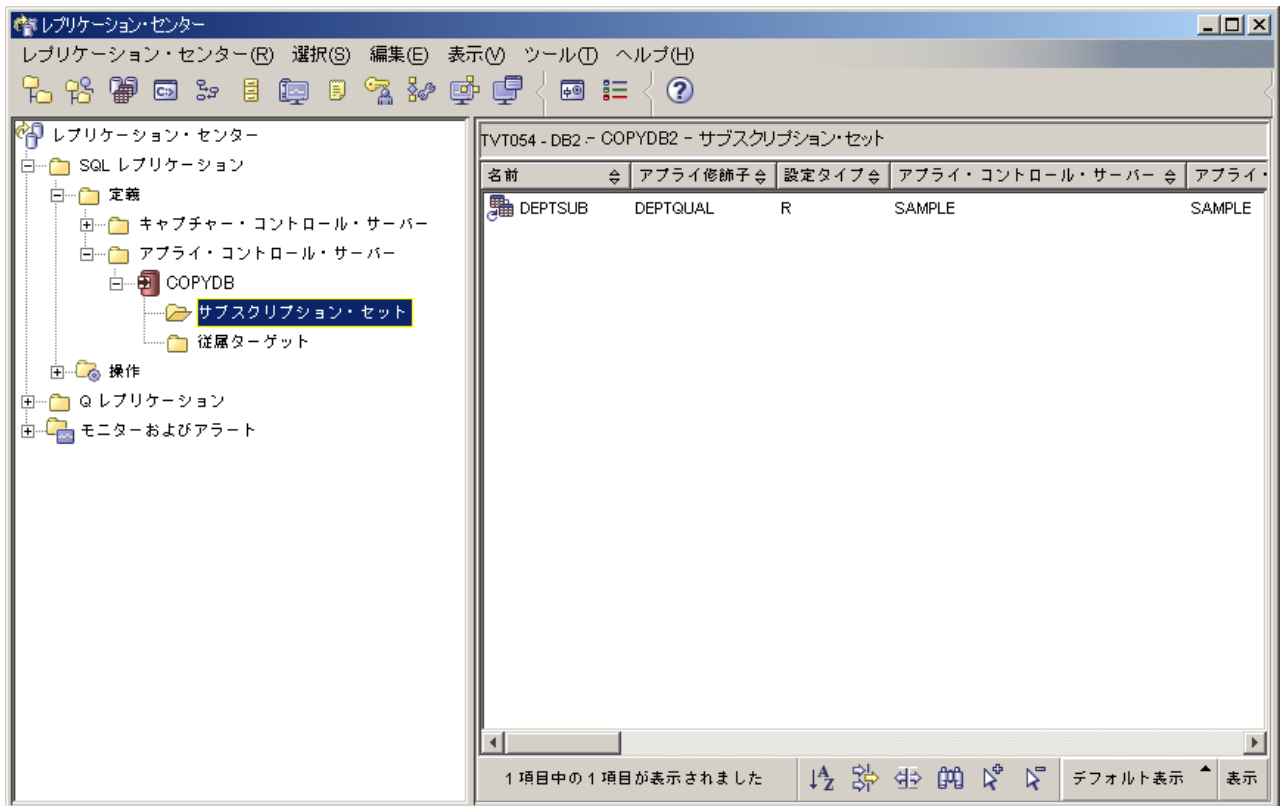 レプリケーション・センター
レプリケーション・センター(R) 選択(S) 編集(E) 表示(V) ツール(T) ヘルプ(H)
レプリケーション・センター
SQL レプリケーション
定義
キャプチャー・コントロール・サーバー
アプライ・コントロール・サーバー
COPYDB
サブスクリプション・セット
従属ターゲット
操作
Q レプリケーション
モニターおよびアラート
TVT054 - DB2 - COPYDB2 - サブスクリプション・セット
名前 アプライ修飾子 設定タイプ アプライ・コントロール・サーバー アプライ・
DEPTSUB DEPTQUAL R SAMPLE SAMPLE
1 項目中の 1 項目が表示されました デフォルト表示 表示